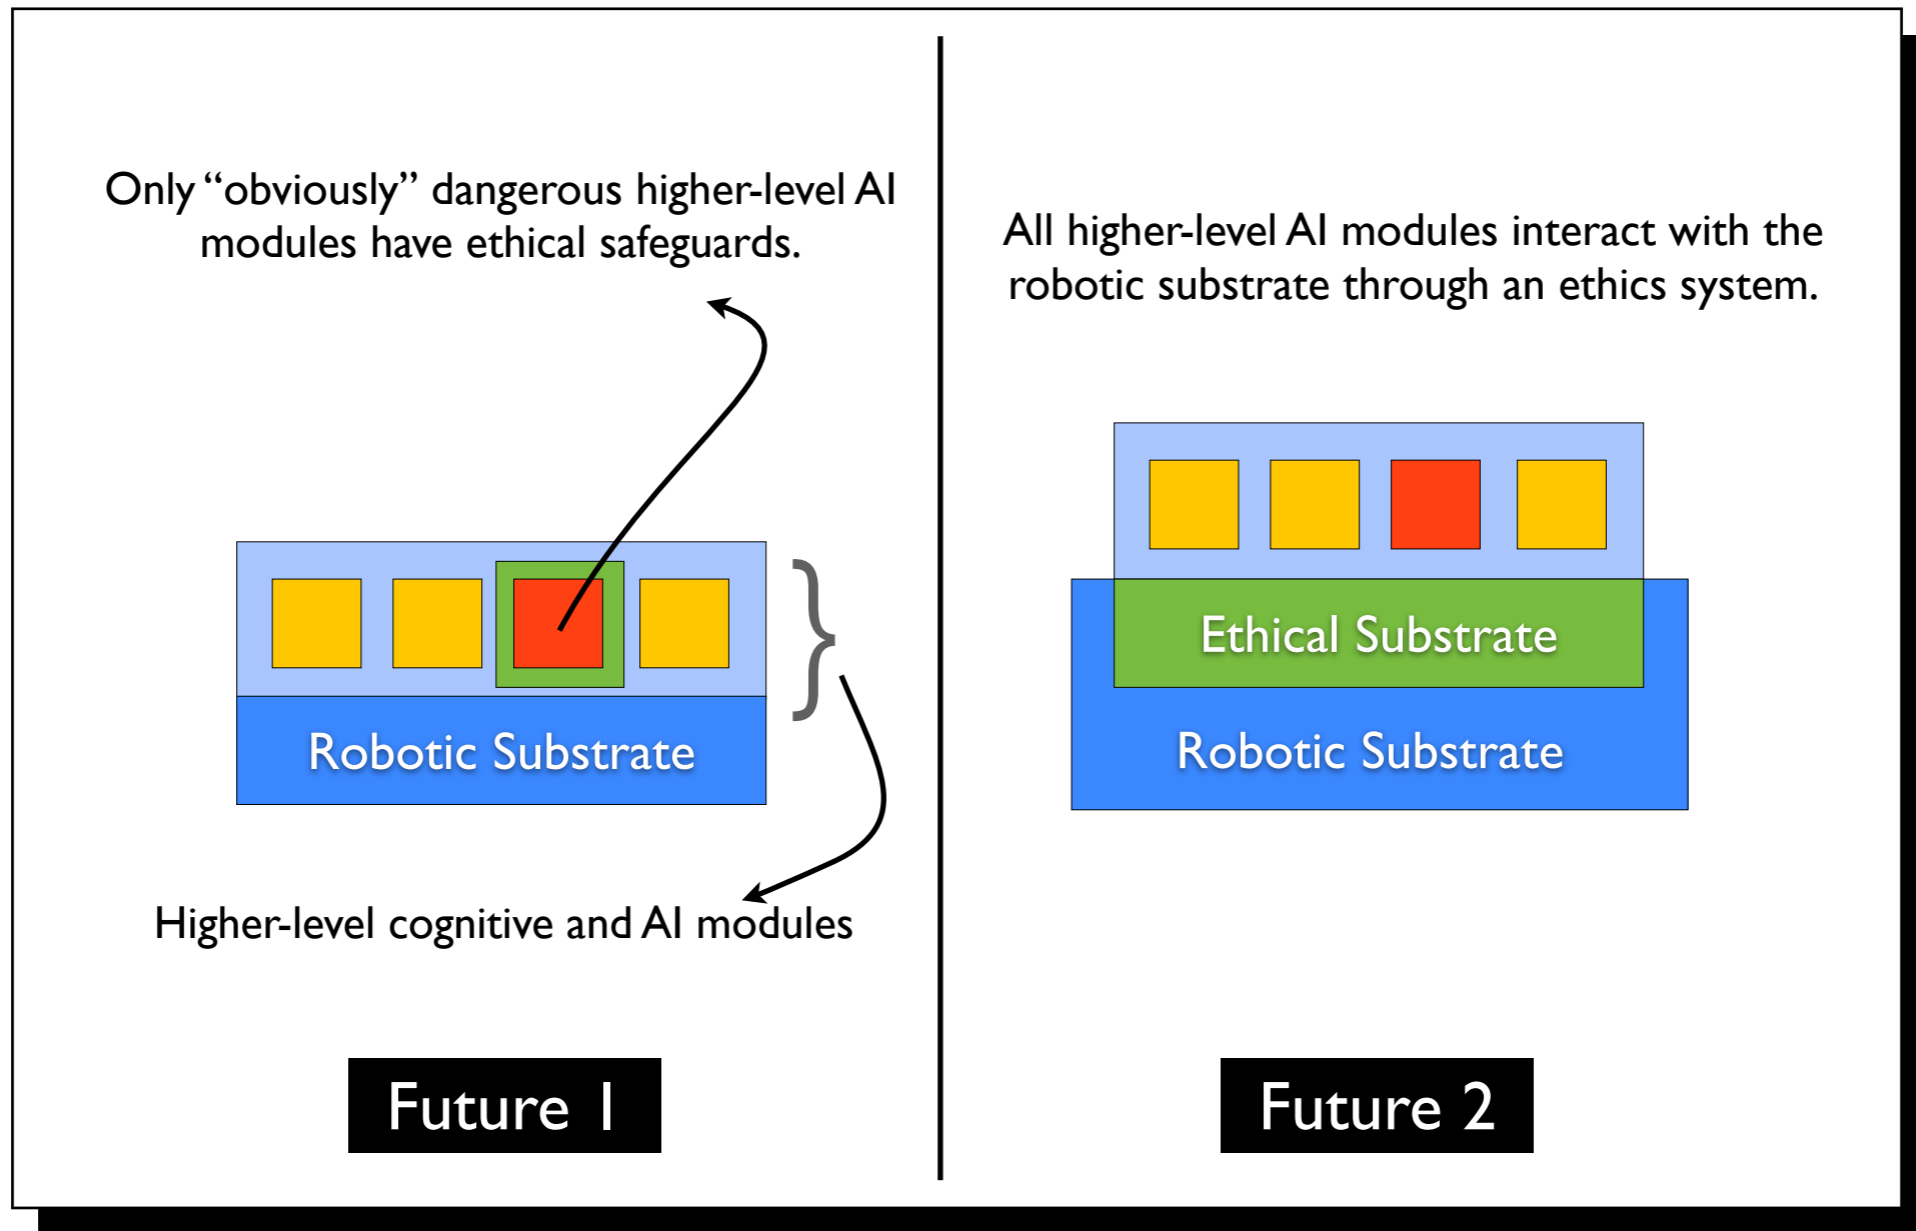 Only “obviously” dangerous higher-level AI
modules have ethical safeguards.
Robotic Substrate
Higher-level cognitive and AI modules
Future 1
All higher-level AI modules interact with the
robotic substrate through an ethics system.
Ethical Substrate
Robotic Substrate
Future 2